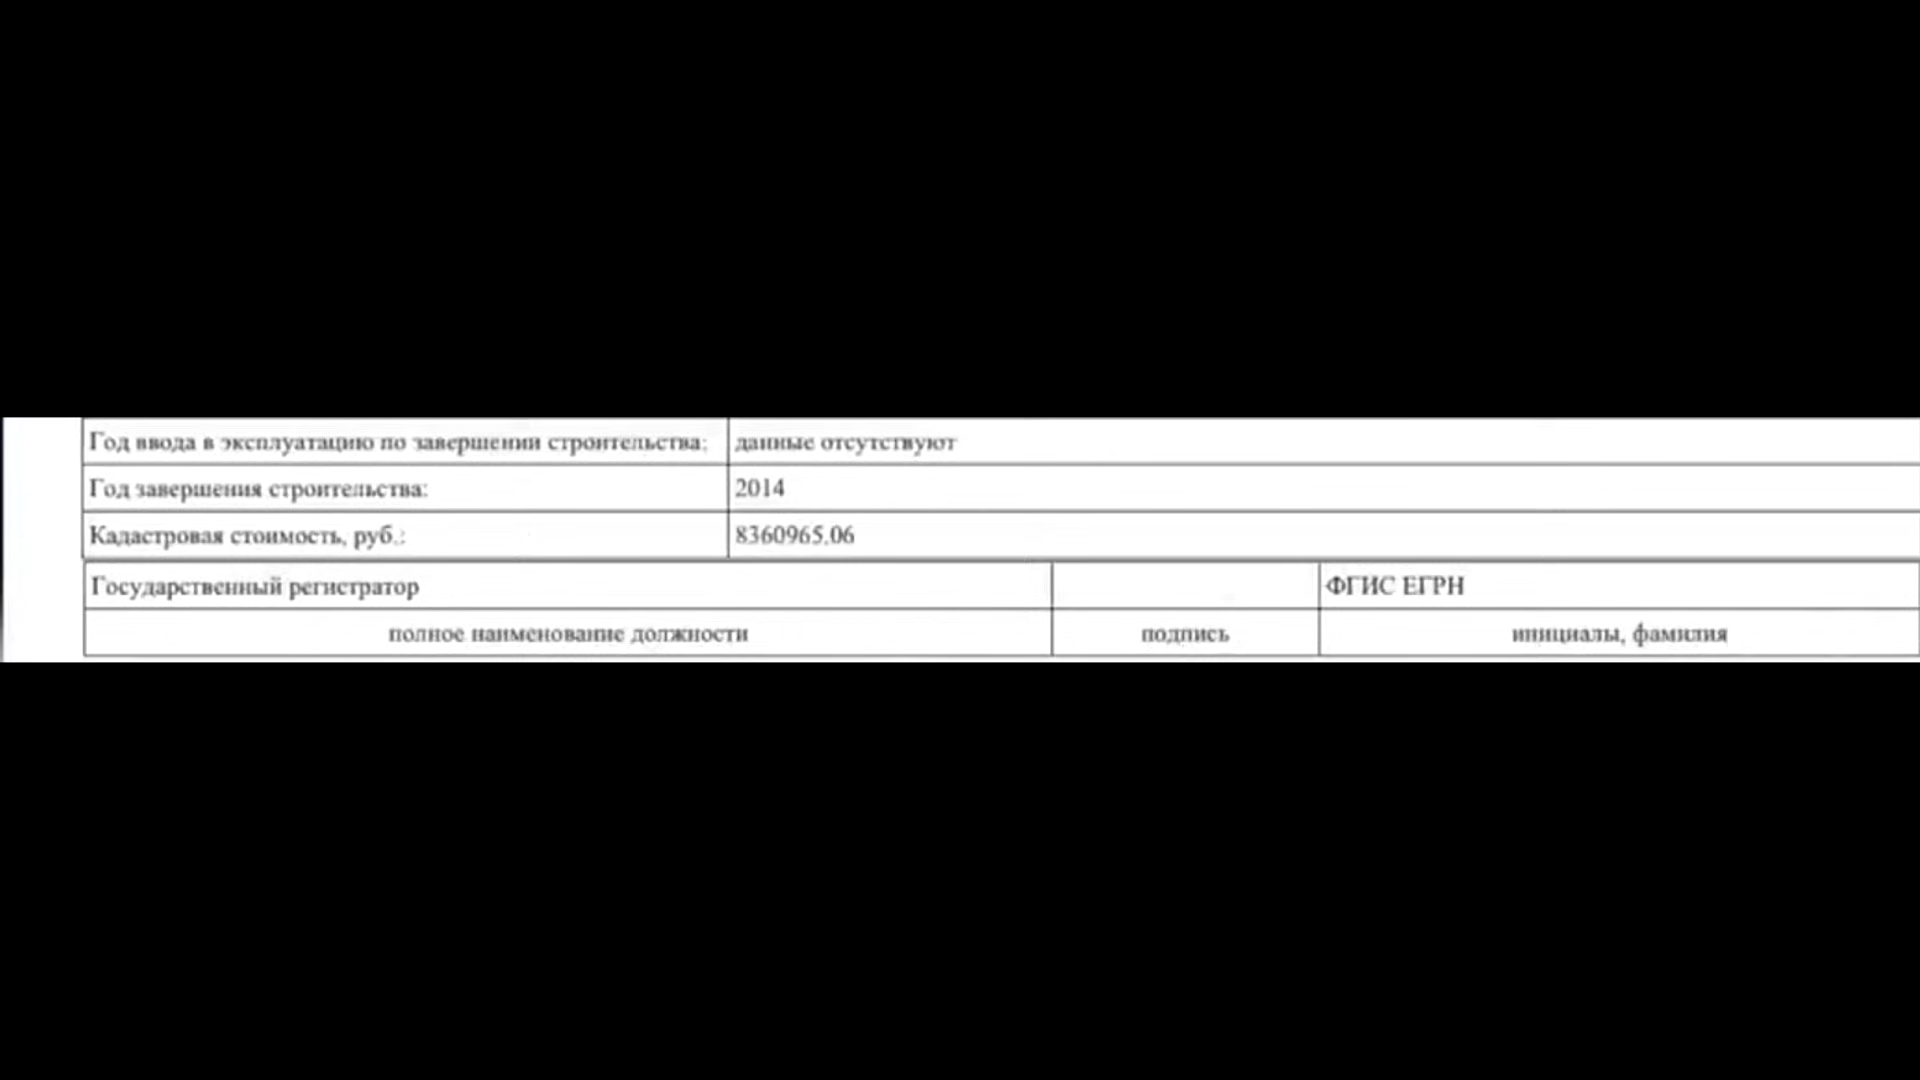 Год ввода в эксплуатацию по завершении строительства: данные отсутствуют
Год завершения строительства: 2014
Кадастровая стоимость, руб.: 8360965.06
Государственный регистратор ФГИС ЕГРН
полное наименование должности подпись инициалы, фамилия